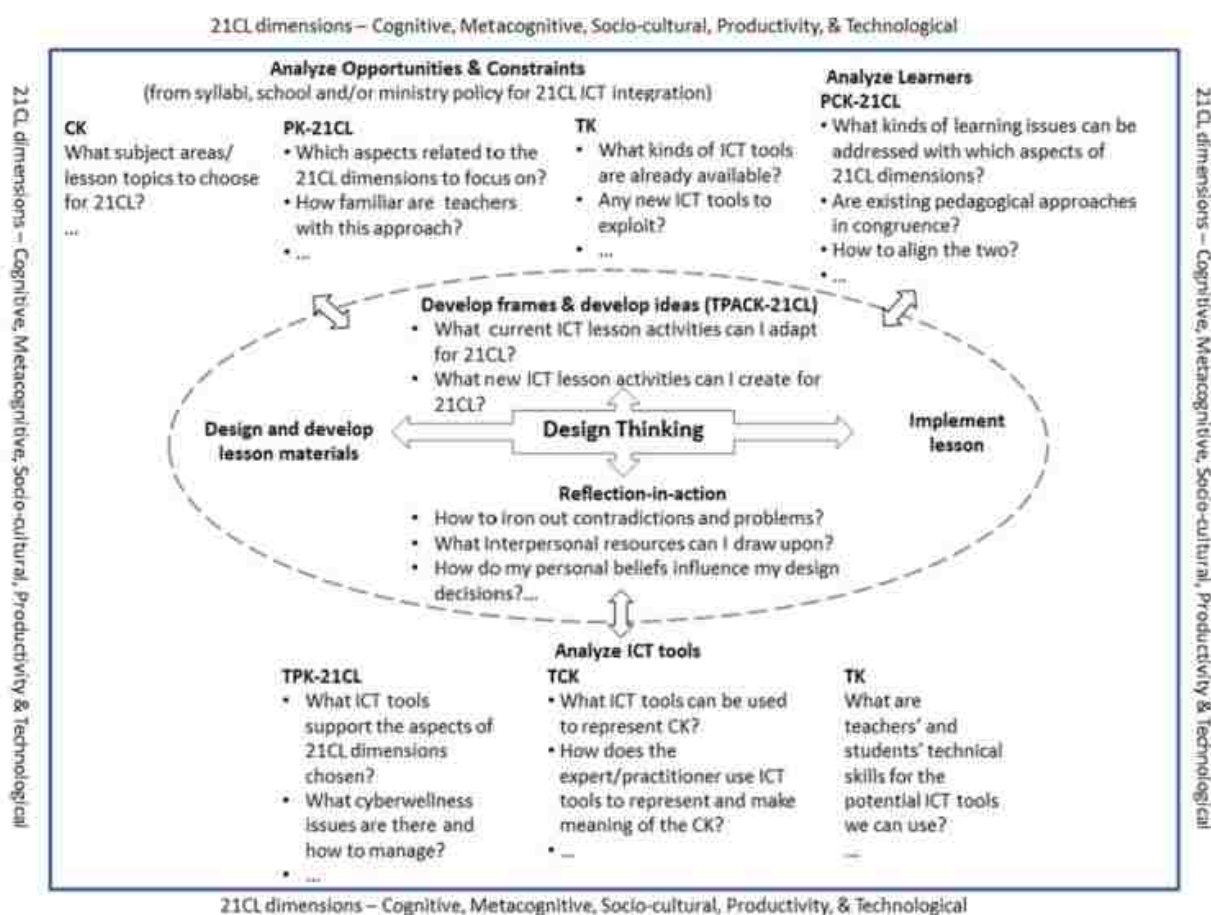 21CL dimensions – Cognitive, Metacognitive, Socio-cultural, Productivity, & Technological
21CL dimensions – Cognitive, Metacognitive, Socio-cultural, Productivity & Technological
Analyze Opportunities & Constraints
(from syllabi, school and/or ministry policy for 21CL ICT integration)
CK
What subject areas/
lesson topics to choose
for 21CL?
...
PK-21CL
• Which aspects related to the
21CL dimensions to focus on?
• How familiar are teachers
with this approach?
• ...
TK
• What kinds of ICT tools
are already available?
• Any new ICT tools to
exploit?
• ...
Analyze Learners
PCK-21CL
• What kinds of learning issues can be
addressed with which aspects of
21CL dimensions?
• Are existing pedagogical approaches
in congruence?
• How to align the two?
• ...
Develop frames & develop ideas (TPACK-21CL)
• What current ICT lesson activities can I adapt
for 21CL?
• What new ICT lesson activities can I create for
21CL?
Design and develop
lesson materials
Design Thinking
Implement
lesson
Reflection-in-action
• How to iron out contradictions and problems?
• What Interpersonal resources can I draw upon?
• How do my personal beliefs influence my design
decisions?...
Analyze ICT tools
TPK-21CL
• What ICT tools
support the aspects of
21CL dimensions
chosen?
• What cyberwellness
issues are there and
how to manage?
• ...
TCK
• What ICT tools can be used
to represent CK?
• How does the
expert/practitioner use ICT
tools to represent and make
meaning of the CK?
• ...
TK
What are
teachers' and
students' technical
skills for the
potential ICT tools
we can use?
...
21CL dimensions – Cognitive, Metacognitive, Socio-cultural, Productivity & Technological
21CL dimensions – Cognitive, Metacognitive, Socio-cultural, Productivity, & Technological